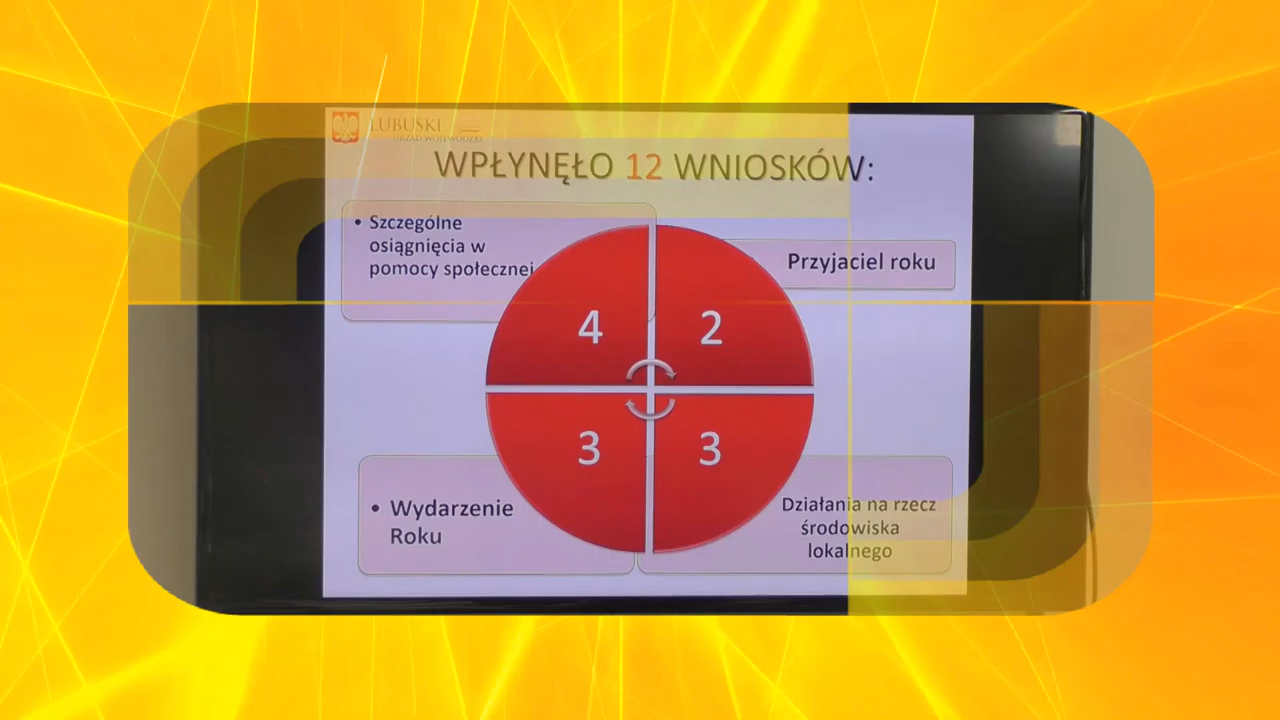 LUBUSKI
URZĄD WOJEWÓDZKI
WPŁYNĘŁO 12 WNIOSKÓW:
• Szczególne
osiągnięcia w
pomocy społecznej
Przyjaciel roku
4
2
3
3
• Wydarzenie
Roku
Działania na rzecz
środowiska
lokalnego